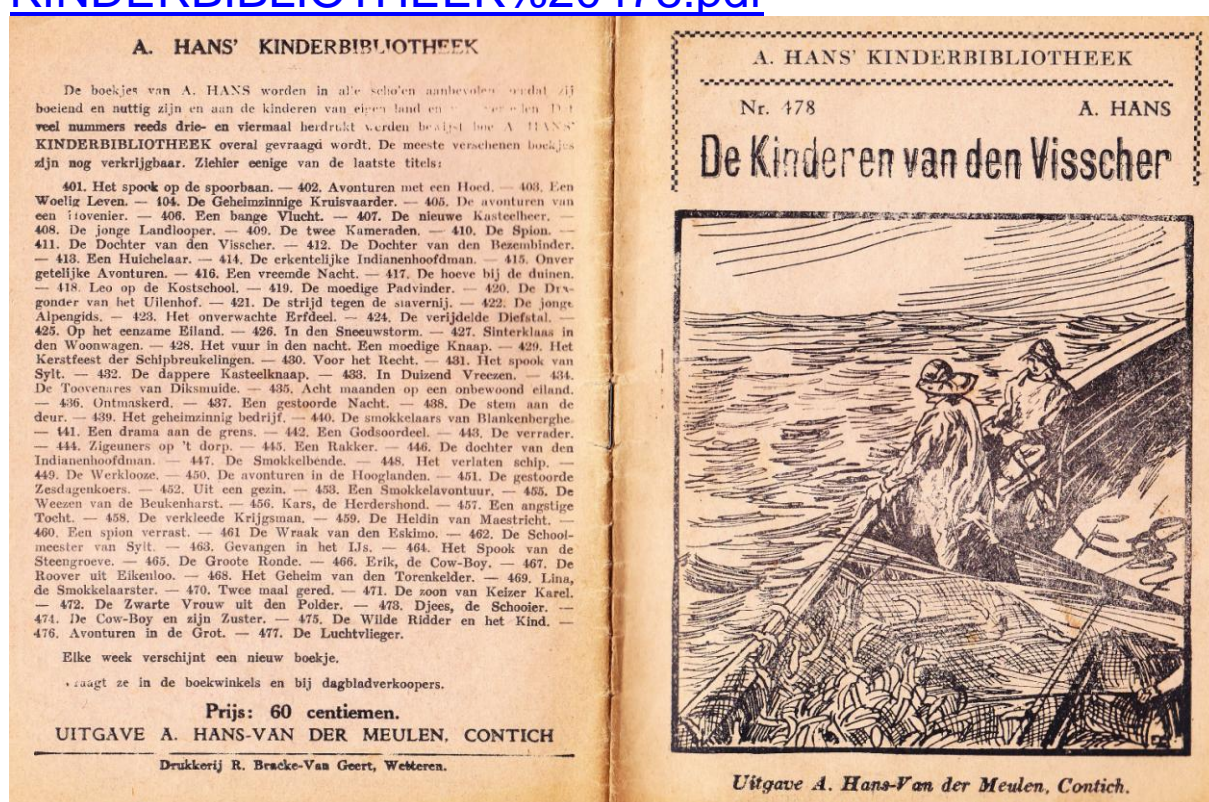 KINDERBIBLIOTHEEK%20478.pdf
A. HANS' KINDERBIBLIOTHEEK
De boekjes van A. HANS worden in alle scholen aanbevolen omdat zij
boeiend en nuttig zijn en aan de kinderen van eigen land en
veel nummers reeds drie- en viermaal herdrukt werden bewijst hoe A. HANS'
KINDERBIBLIOTHEEK overal gevraagd wordt. De meeste verschenen boekjes
zijn nog verkrijgbaar. Ziehier eenige van de laatste titels:
401. Het spook op de spoorbaan. — 402. Avonturen met een Hoed. — 403. Een
Woelig Leven. — 404. De Geheimzinnige Kruisvaarder. — 405. De avonturen van
een Hovenier. — 406. Een bange Vlucht. — 407. De nieuwe Kasteelheer. —
408. De jonge Landlooper. — 409. De twee Kameraden. — 410. De Spion. —
411. De Dochter van den Visscher. — 412. De Dochter van den Bezembinder.
— 413. Een Huichelaar. — 414. De erkentelijke Indianenhoofdman. — 415. Onver
getelijke Avonturen. — 416. Een vreemde Nacht. — 417. De hoeve bij de duinen.
— 418. Leo op de Kostschool. — 419. De moedige Padvinder. — 420. De Dra-
gonder van het Uilenhof. — 421. De strijd tegen de slavernij. — 422. De jonge
Alpengids. — 423. Het onverwachte Erfdeel. — 424. De verijdelde Diefstal. —
425. Op het eenzame Eiland. — 426. In den Sneeuwstorm. — 427. Sinterklaas in
den Woonwagen. — 428. Het vuur in den nacht. Een moedige Knaap. — 429. Het
Kerstfeest der Schipbreukelingen. — 430. Voor het Recht. — 431. Het spook van
Sylt. — 432. De dappere Kasteelknaap. — 433. In Duizend Vreezen. — 434.
De Toovenares van Diksmuide. — 435. Acht maanden op een onbewoond eiland.
— 436. Ontmaskerd. — 437. Een gestoorde Nacht. — 438. De stem aan de
deur. — 439. Het geheimzinnig bedrijf. — 440. De smokkelaars van Blankenberghe.
— 441. Een drama aan de grens. — 442. Een Godsoordeel. — 443. De verrader.
— 444. Zigeuners op 't dorp. — 445. Een Rakker. — 446. De dochter van den
Indianenhoofdman. — 447. De Smokkelbende. — 448. Het verlaten schip. —
449. De Werklooze. — 450. De avonturen in de Hooglanden. — 451. De gestoorde
Zesdagenkoers. — 452. Uit een gezin. — 453. Een Smokkelavontuur. — 455. De
Weezen van de Beukenharst. — 456. Kars, de Herdershond. — 457. Een angstige
Tocht. — 458. De verkleede Krijgsman. — 459. De Heldin van Maestricht. —
460. Een spion verrast. — 461 De Wraak van den Eskimo. — 462. De School-
meester van Sylt. — 463. Gevangen in het IJs. — 464. Het Spook van de
Steengroeve. — 465. De Groote Ronde. — 466. Erik, de Cow-Boy. — 467. De
Roover uit Eikenloo. — 468. Het Geheim van den Torenkelder. — 469. Lina,
de Smokkelaarster. — 470. Twee maal gered. — 471. De zoon van Keizer Karel.
— 472. De Zwarte Vrouw uit den Polder. — 473. Djees, de Schooier. —
474. De Cow-Boy en zijn Zuster. — 475. De Wilde Ridder en het Kind. —
476. Avonturen in de Grot. — 477. De Luchtvlieger.
Elke week verschijnt een nieuw boekje.
Vraagt ze in de boekwinkels en bij dagbladverkoopers.
Prijs: 60 centiemen.
UITGAVE A. HANS-VAN DER MEULEN, CONTICH
Drukkerij R. Bracke-Van Geert, Wetteren.
A. HANS' KINDERBIBLIOTHEEK
Nr. 478 A. HANS
De Kinderen van den Visscher
Uitgave A. Hans-Van der Meulen, Contich.